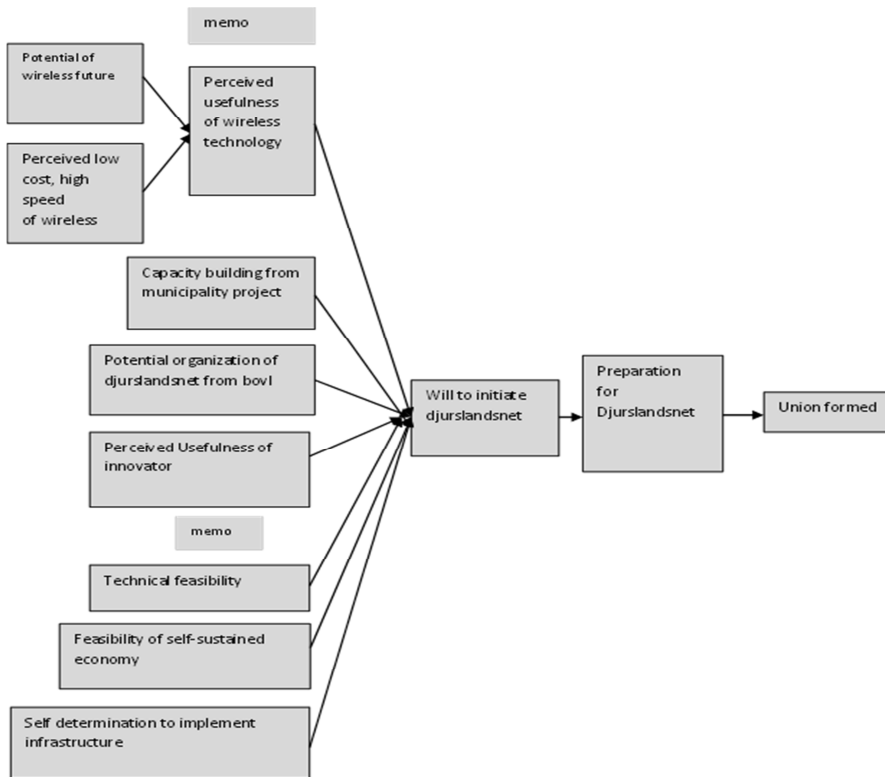 memo
Potential of
wireless future
Perceived
usefulness
of wireless
technology
Perceived low
cost, high
speed
of wireless
Capacity building from
municipality project
Potential organization of
djurslandsnet from bovl
Perceived Usefulness of
innovator
memo
Technical feasibility
Feasibility of self-sustained
economy
Self determination to implement
infrastructure
Will to initiate
djurslandsnet
Preparation
for
Djurslandsnet
Union formed